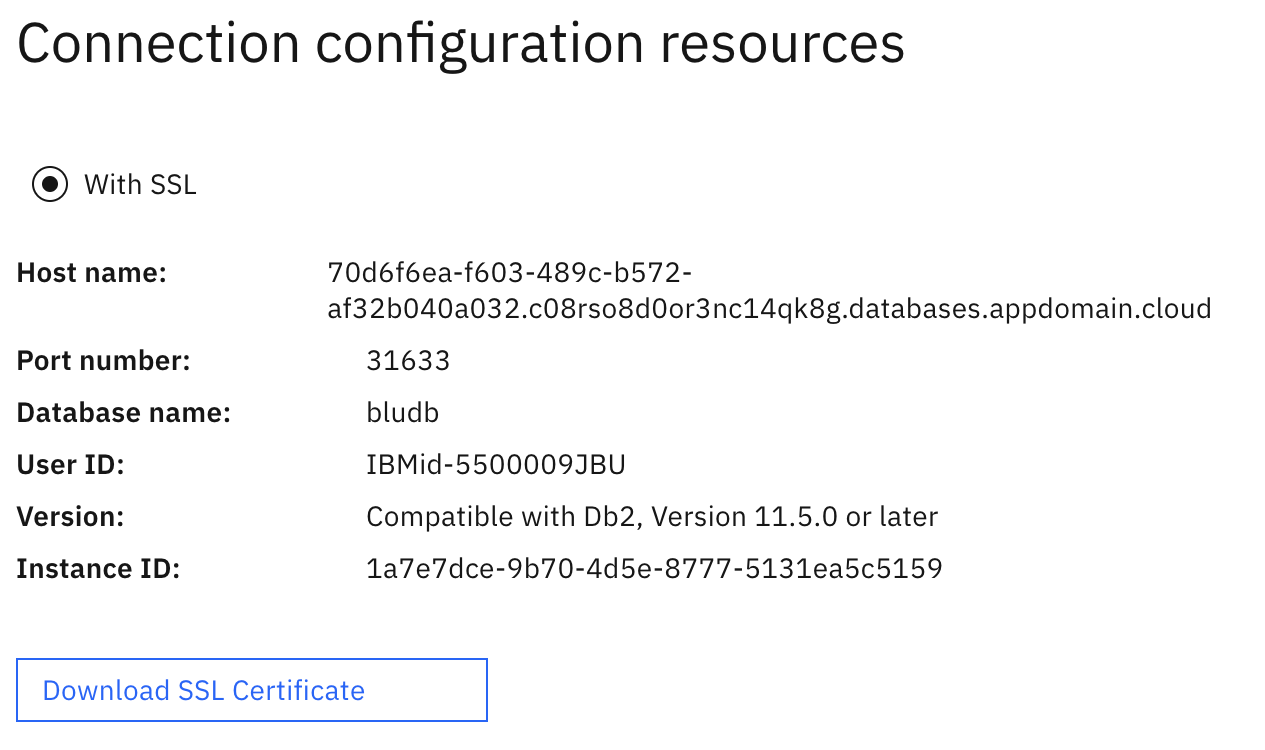 Connection configuration resources
With SSL
Host name: 70d6f6ea-f603-489c-b572-
af32b040a032.c08rso8d0or3nc14qk8g.databases.appdomain.cloud
Port number: 31633
Database name: bludb
User ID: IBMid-5500009JBU
Version: Compatible with Db2, Version 11.5.0 or later
Instance ID: 1a7e7dce-9b70-4d5e-8777-5131ea5c5159
Download SSL Certificate